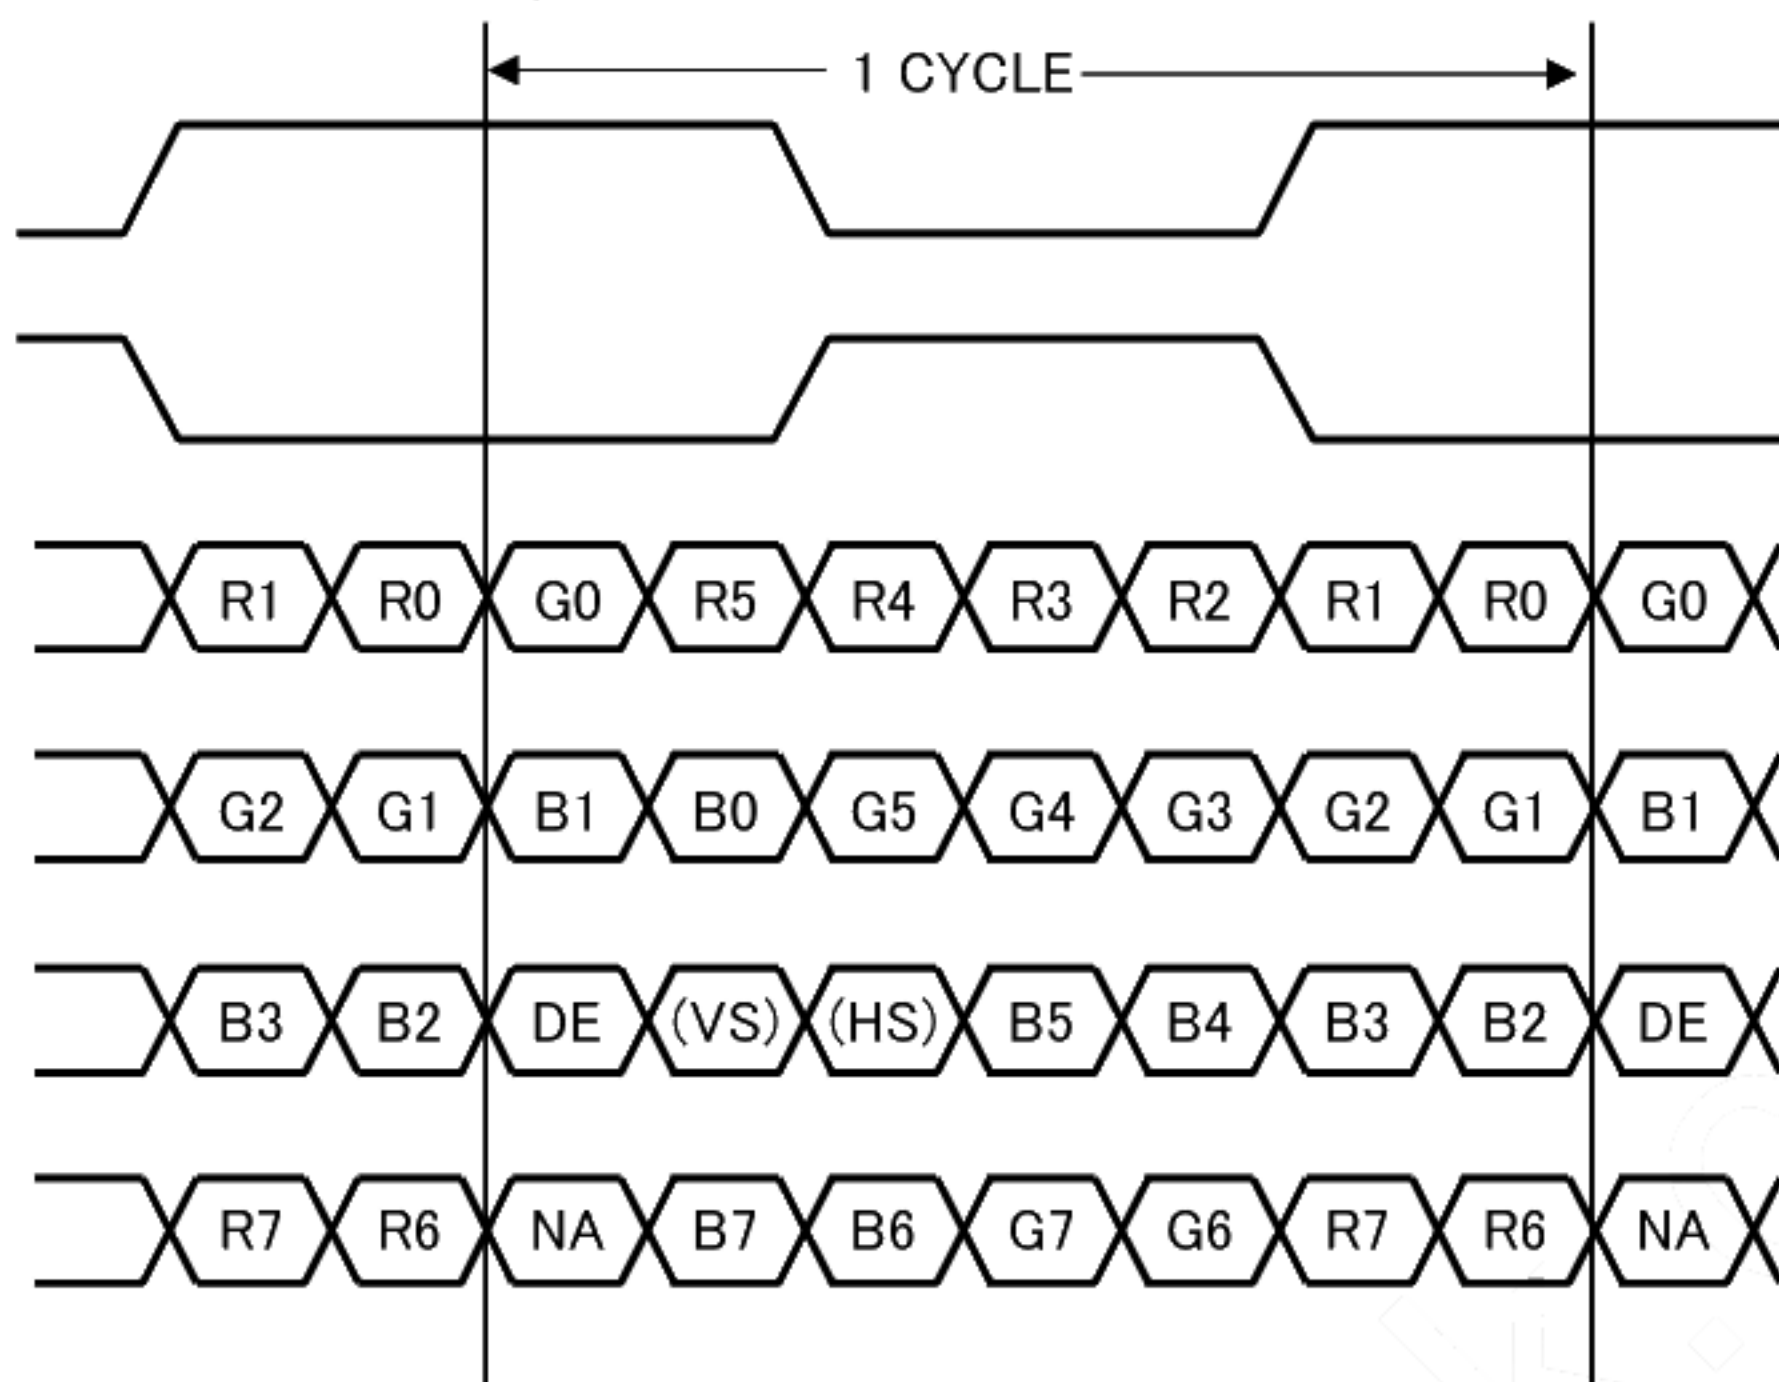 1 CYCLE
R1 R0 G0 R5 R4 R3 R2 R1 R0 G0
G2 G1 B1 B0 G5 G4 G3 G2 G1 B1
B3 B2 DE (VS) (HS) B5 B4 B3 B2 DE
R7 R6 NA B7 B6 G7 G6 R7 R6 NA